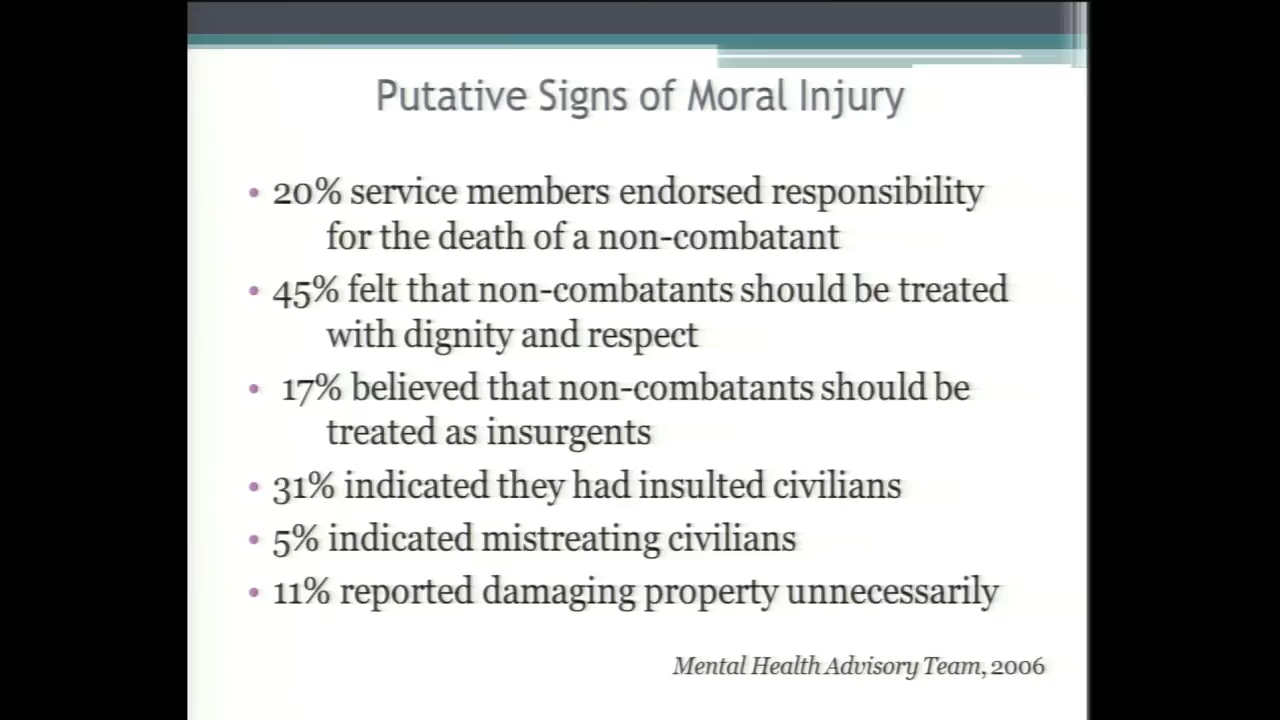 Putative Signs of Moral Injury
• 20% service members endorsed responsibility
for the death of a non-combatant
• 45% felt that non-combatants should be treated
with dignity and respect
• 17% believed that non-combatants should be
treated as insurgents
• 31% indicated they had insulted civilians
• 5% indicated mistreating civilians
• 11% reported damaging property unnecessarily
Mental Health Advisory Team, 2006